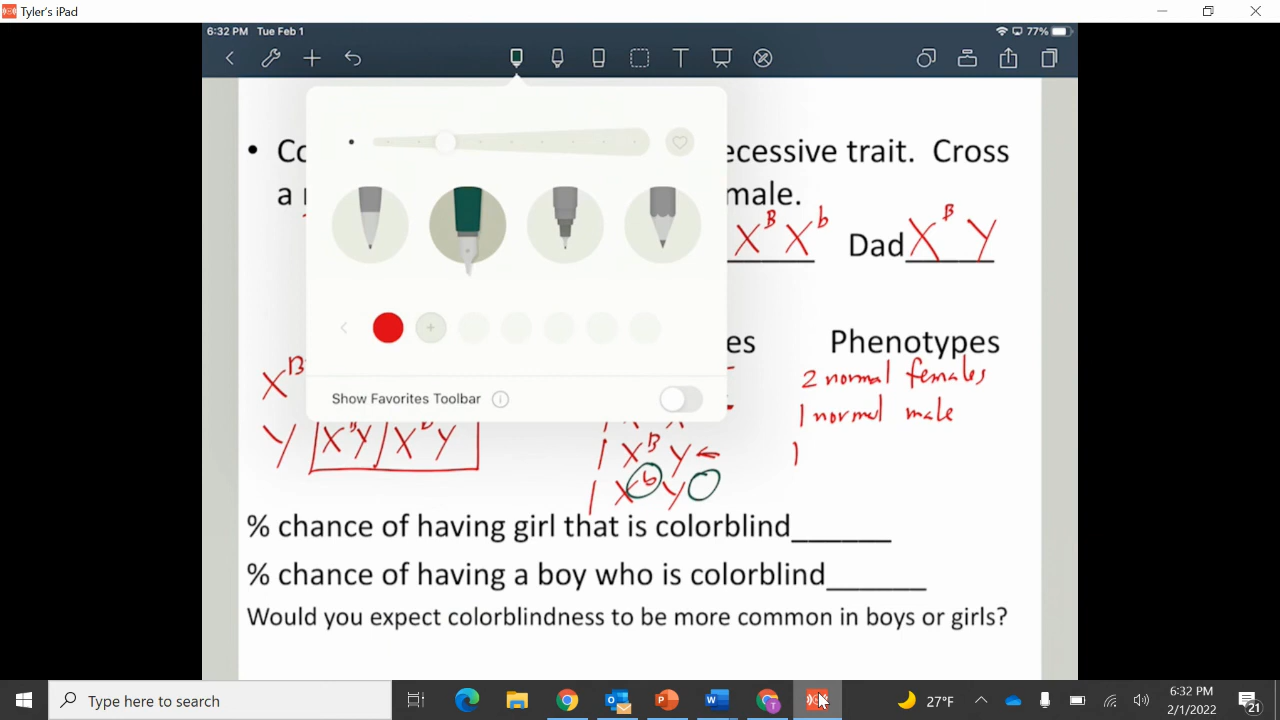 Tyler's iPad
6:32 PM Tue Feb 1
77%
T
• Co ecessive trait. Cross
a male.
X^B X^b Dad X^B Y
es Phenotypes
X^B 2 normal females
1 normal male
Show Favorites Toolbar i
Y X^B Y X^b Y
1 X^B Y ← 1
1 X^b Y
% chance of having girl that is colorblind______
% chance of having a boy who is colorblind______
Would you expect colorblindness to be more common in boys or girls?
Type here to search
27°F
6:32 PM
2/1/2022
21